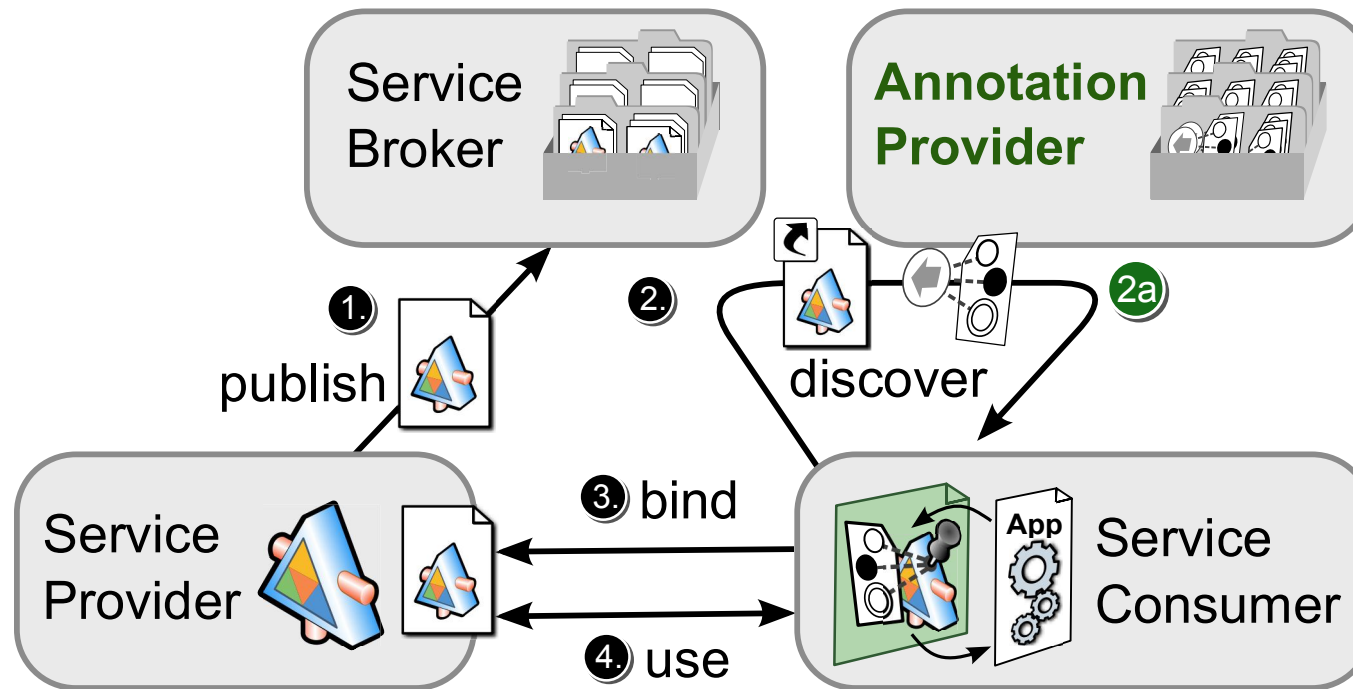 Service
Broker
Annotation
Provider
1.
publish
2.
discover
2a
3. bind
Service
Provider
App
Service
Consumer
4. use